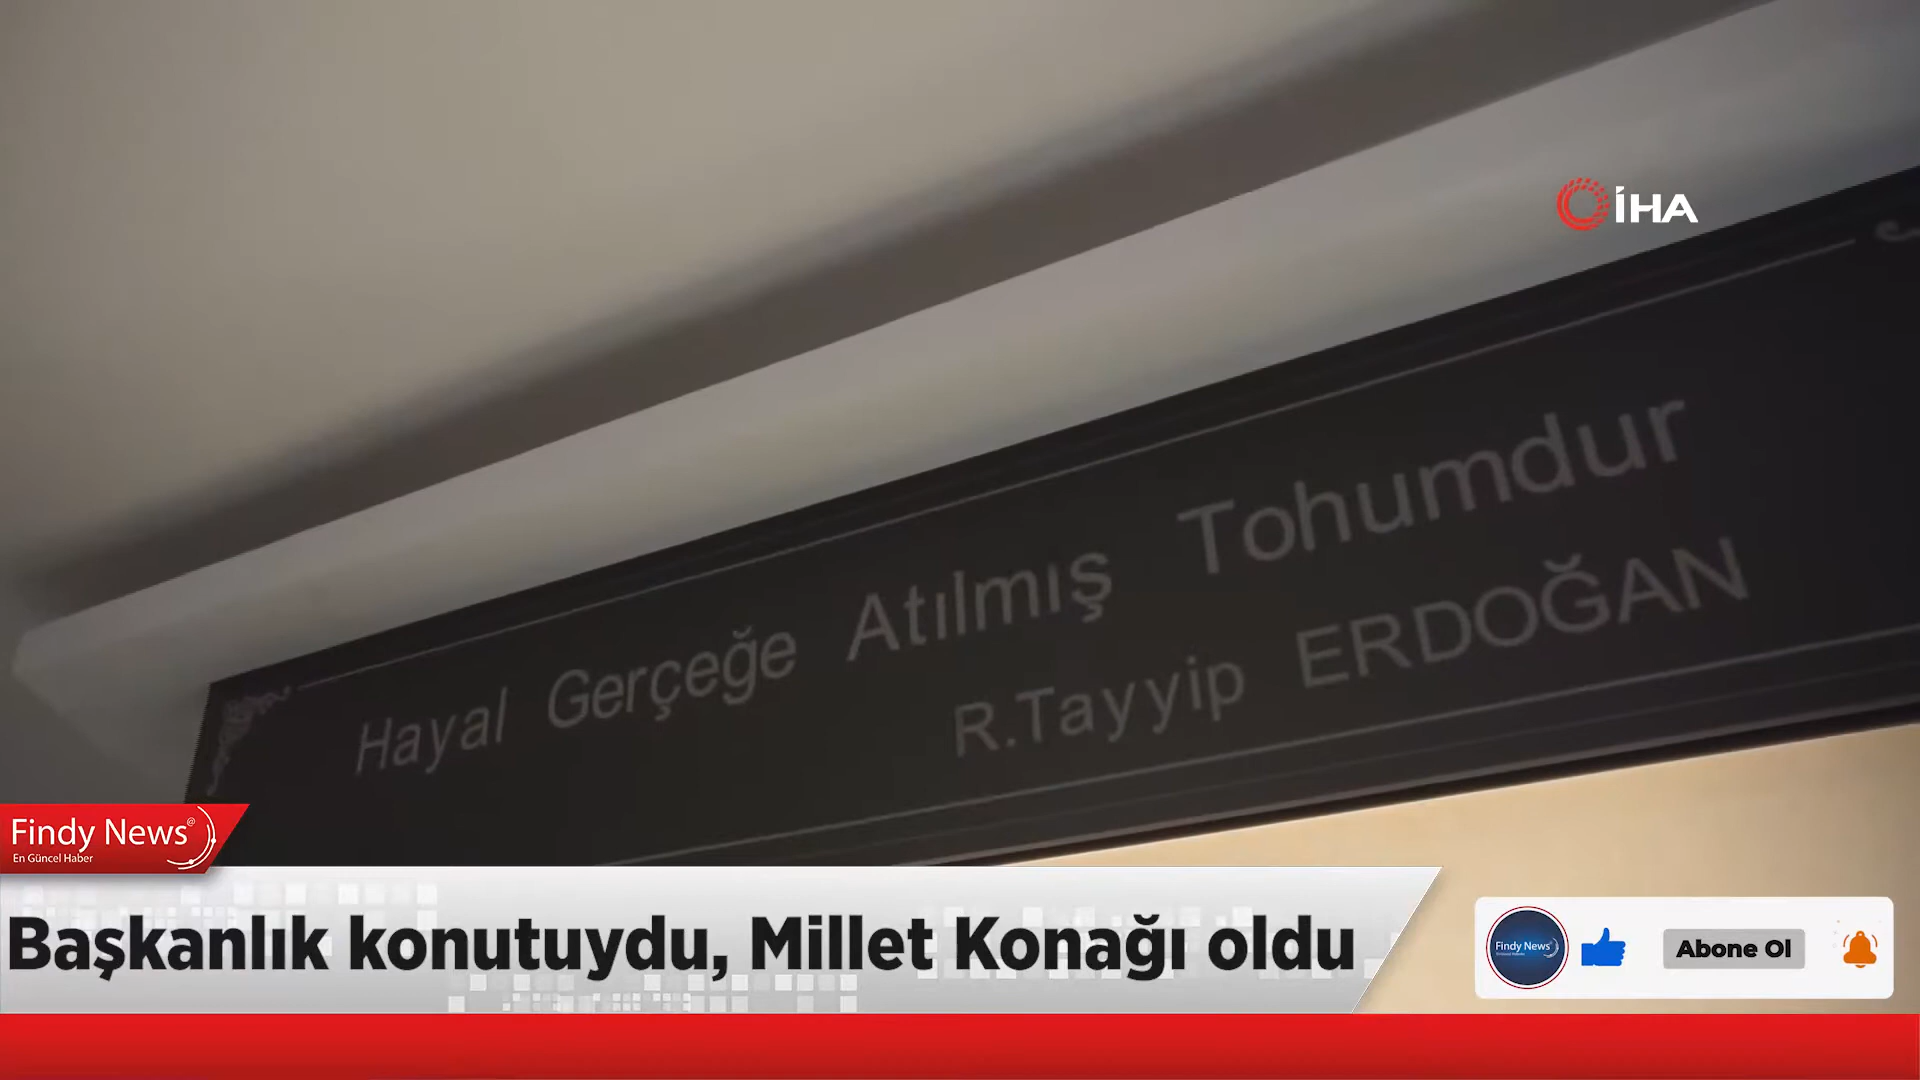 İHA
Hayal Gerçeğe Atılmış Tohumdur
R.Tayyip ERDOĞAN
Findy News
En Güncel Haber
Başkanlık konutuydu, Millet Konağı oldu
Findy News
Abone Ol